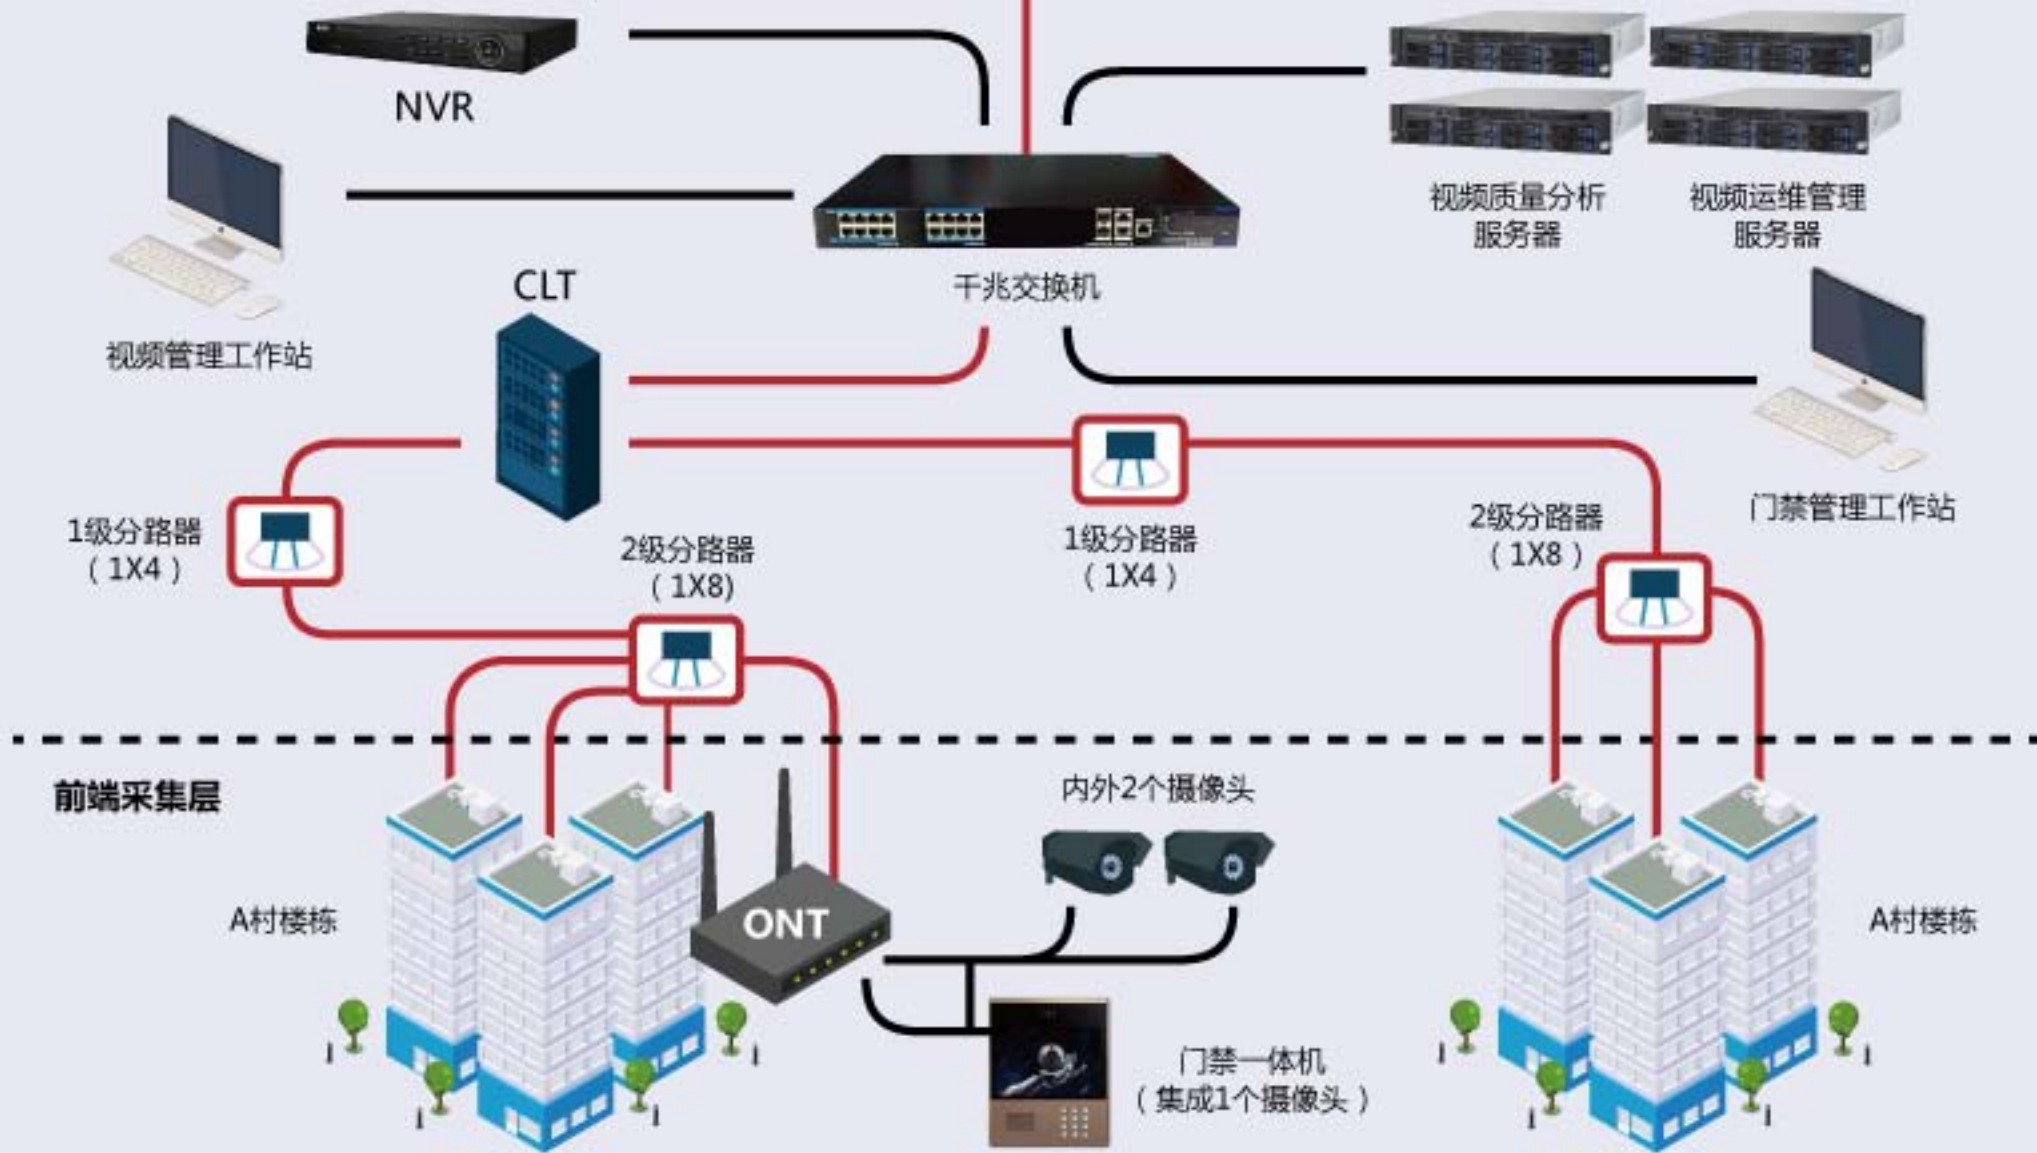 NVR
视频质量分析
服务器
视频运维管理
服务器
千兆交换机
CLT
视频管理工作站
门禁管理工作站
1级分路器
（1X4）
2级分路器
（1X8)
1级分路器
（1X4）
2级分路器
（1X8）
前端采集层
内外2个摄像头
A村楼栋
ONT
A村楼栋
门禁一体机
（集成1个摄像头）